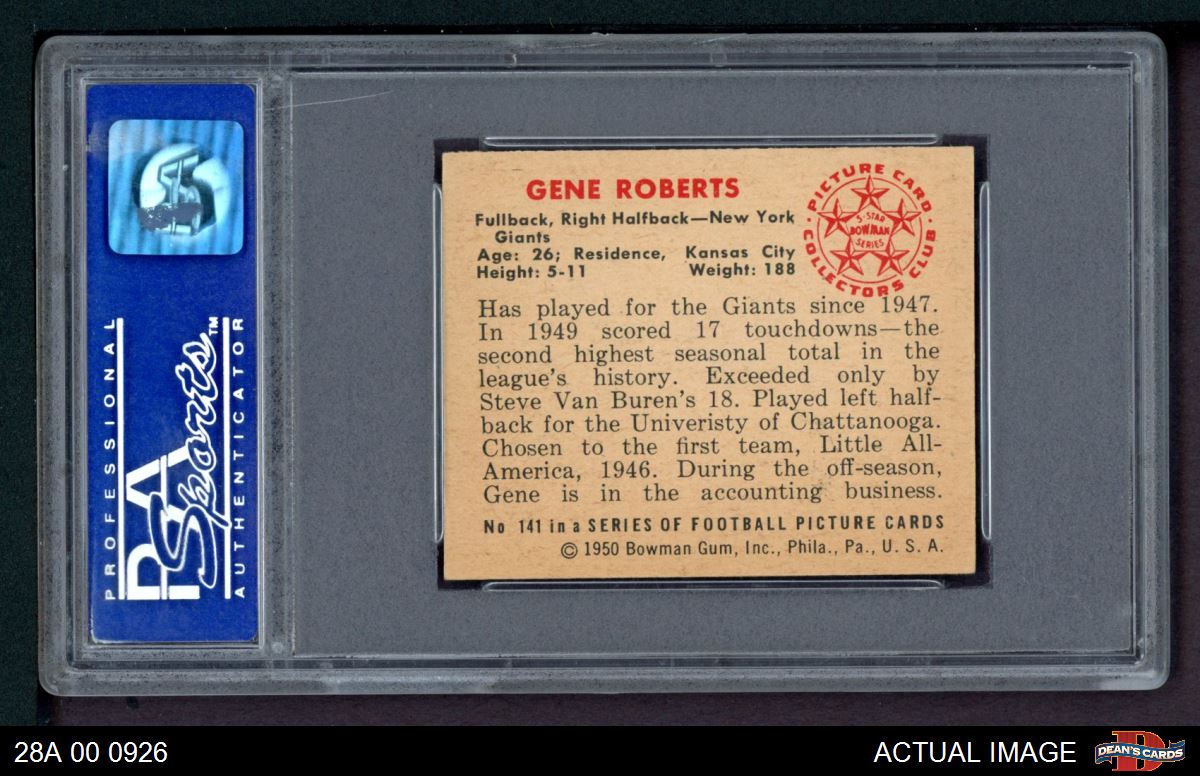 PROFESSIONAL
PSA
Sports™
AUTHENTICATOR
GENE ROBERTS
Fullback, Right Halfback—New York
Giants
Age: 26; Residence, Kansas City
Height: 5-11 Weight: 188
PICTURE CARD
COLLECTORS CLUB
5-STAR
BOWMAN
SERIES
Has played for the Giants since 1947.
In 1949 scored 17 touchdowns—the
second highest seasonal total in the
league's history. Exceeded only by
Steve Van Buren's 18. Played left half-
back for the Univeristy of Chattanooga.
Chosen to the first team, Little All-
America, 1946. During the off-season,
Gene is in the accounting business.
No 141 in a SERIES OF FOOTBALL PICTURE CARDS
© 1950 Bowman Gum, Inc., Phila., Pa., U. S. A.
28A 00 0926
ACTUAL IMAGE
DEAN'S CARDS